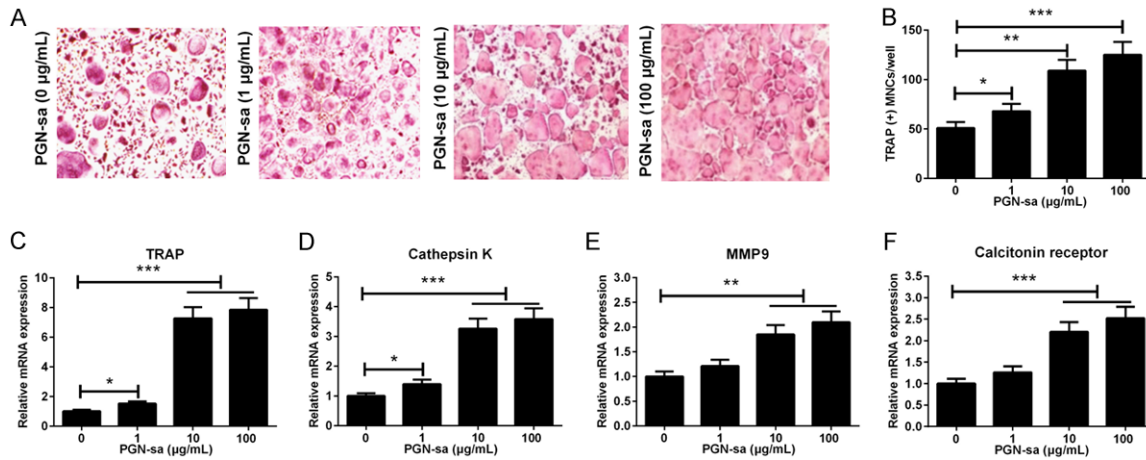 A
PGN-sa (0 µg/mL)
PGN-sa (1 µg/mL)
PGN-sa (10 µg/mL)
PGN-sa (100 µg/mL)
B
TRAP (+) MNCs/well
150
100
50
0
***
**
*
0 1 10 100
PGN-sa (µg/mL)
C
TRAP
Relative mRNA expression
10
8
6
4
2
0
***
*
0 1 10 100
PGN-sa (µg/mL)
D
Cathepsin K
Relative mRNA expression
5
4
3
2
1
0
***
*
0 1 10 100
PGN-sa (µg/mL)
E
MMP9
Relative mRNA expression
3.0
2.5
2.0
1.5
1.0
0.5
0.0
**
0 1 10 100
PGN-sa (µg/mL)
F
Calcitonin receptor
Relative mRNA expression
3.5
3.0
2.5
2.0
1.5
1.0
0.5
0.0
***
0 1 10 100
PGN-sa (µg/mL)